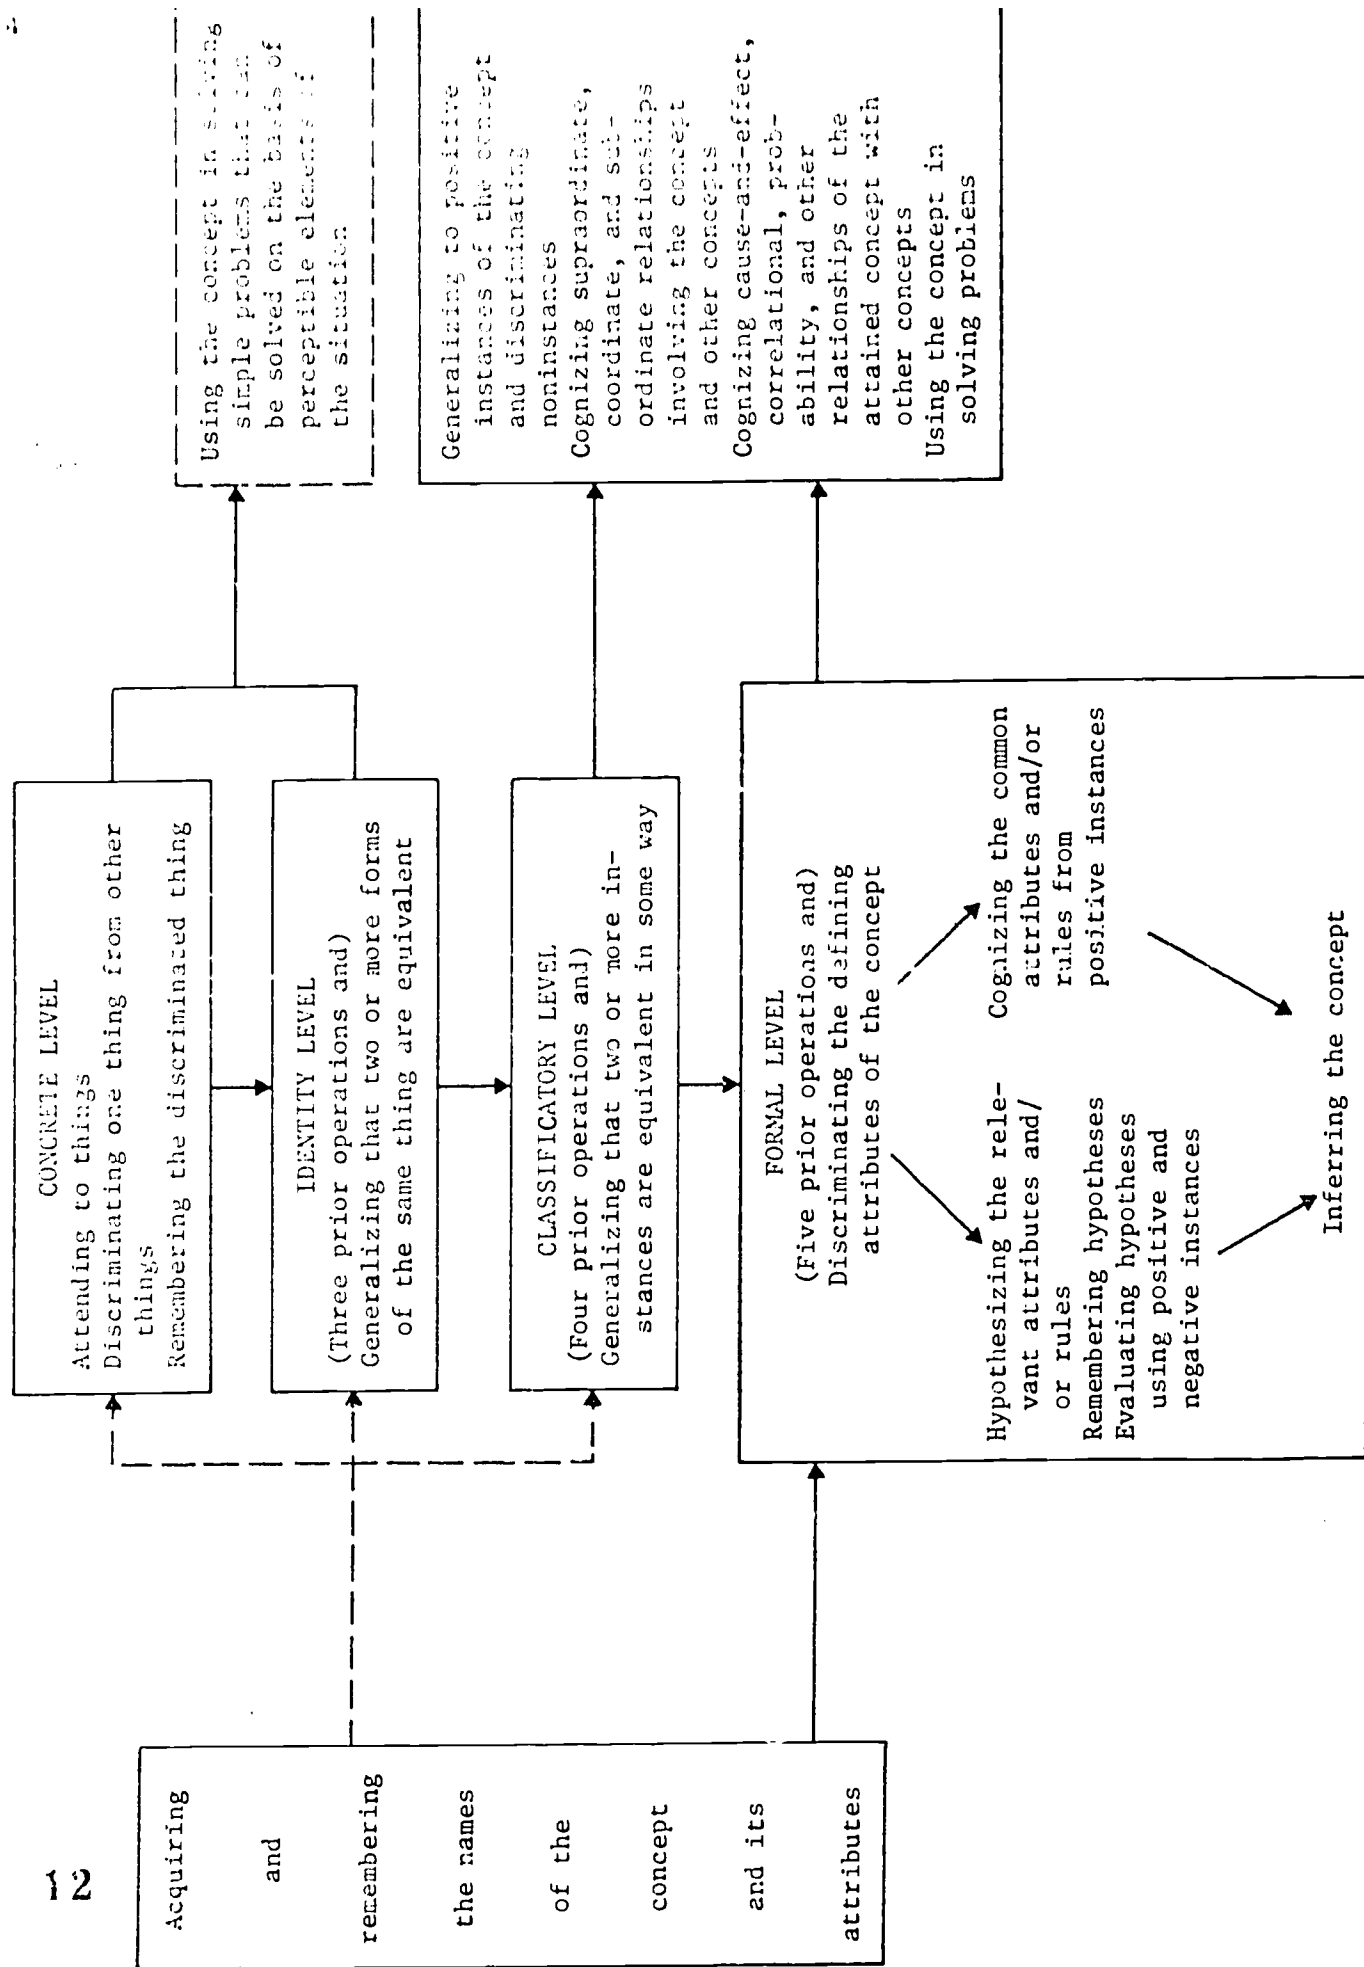 12
Acquiring
and
remembering
the names
of the
concept
and its
attributes
CONCRETE LEVEL
Attending to things
Discriminating one thing from other
things
Remembering the discriminated thing
IDENTITY LEVEL
(Three prior operations and)
Generalizing that two or more forms
of the same thing are equivalent
CLASSIFICATORY LEVEL
(Four prior operations and)
Generalizing that two or more in-
stances are equivalent in some way
FORMAL LEVEL
(Five prior operations and)
Discriminating the defining
attributes of the concept
Hypothesizing the rele-
vant attributes and/
or rules
Remembering hypotheses
Evaluating hypotheses
using positive and
negative instances
Cognizing the common
attributes and/or
rules from
positive instances
Inferring the concept
Using the concept in solving
simple problems that can
be solved on the basis of
perceptible elements of
the situation
Generalizing to positive
instances of the concept
and discriminating
noninstances
Cognizing supraordinate,
coordinate, and sub-
ordinate relationships
involving the concept
and other concepts
Cognizing cause-and-effect,
correlational, prob-
ability, and other
relationships of the
attained concept with
other concepts
Using the concept in
solving problems